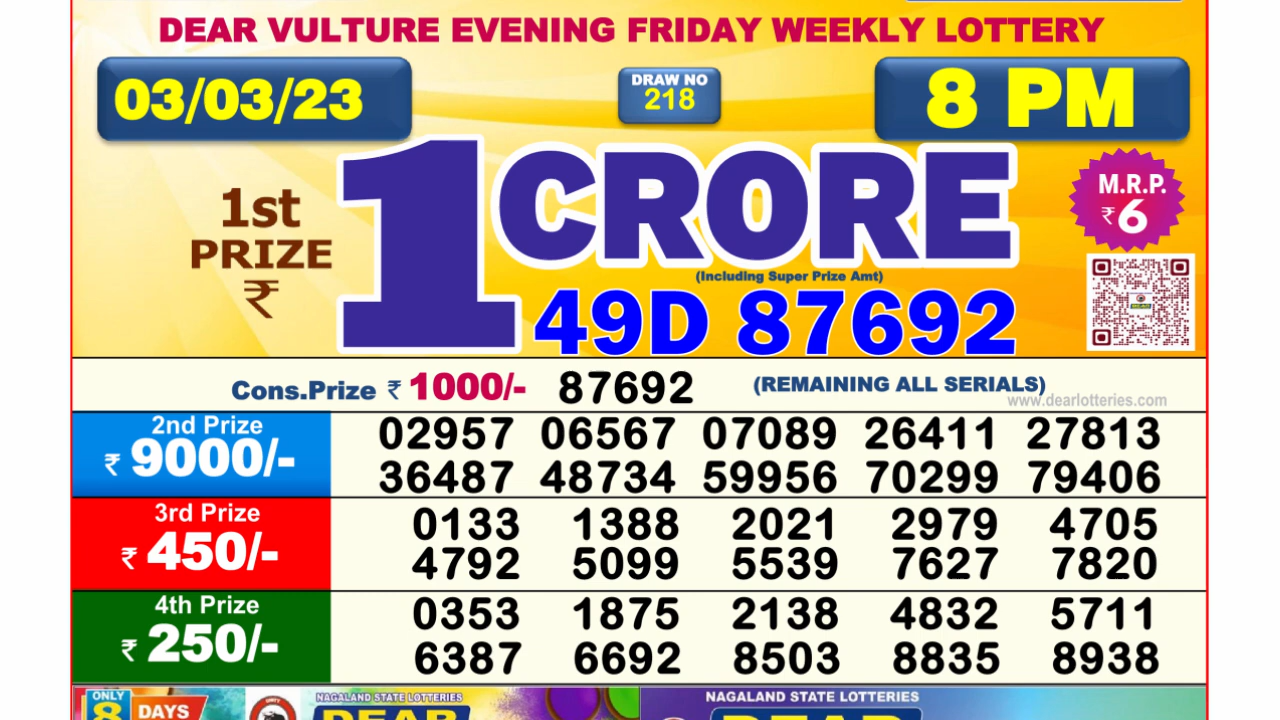 DEAR VULTURE EVENING FRIDAY WEEKLY LOTTERY
03/03/23
DRAW NO
218
8 PM
1st
PRIZE
₹
1 CRORE
(Including Super Prize Amt)
49D 87692
M.R.P.
₹ 6
Cons.Prize ₹ 1000/- 87692 (REMAINING ALL SERIALS)
www.dearlotteries.com
2nd Prize
₹ 9000/-
02957 06567 07089 26411 27813
36487 48734 59956 70299 79406
3rd Prize
₹ 450/-
0133 1388 2021 2979 4705
4792 5099 5539 7627 7820
4th Prize
₹ 250/-
0353 1875 2138 4832 5711
6387 6692 8503 8835 8938
ONLY
8 DAYS
NAGALAND STATE LOTTERIES
DEAR
NAGALAND STATE LOTTERIES
DEAR